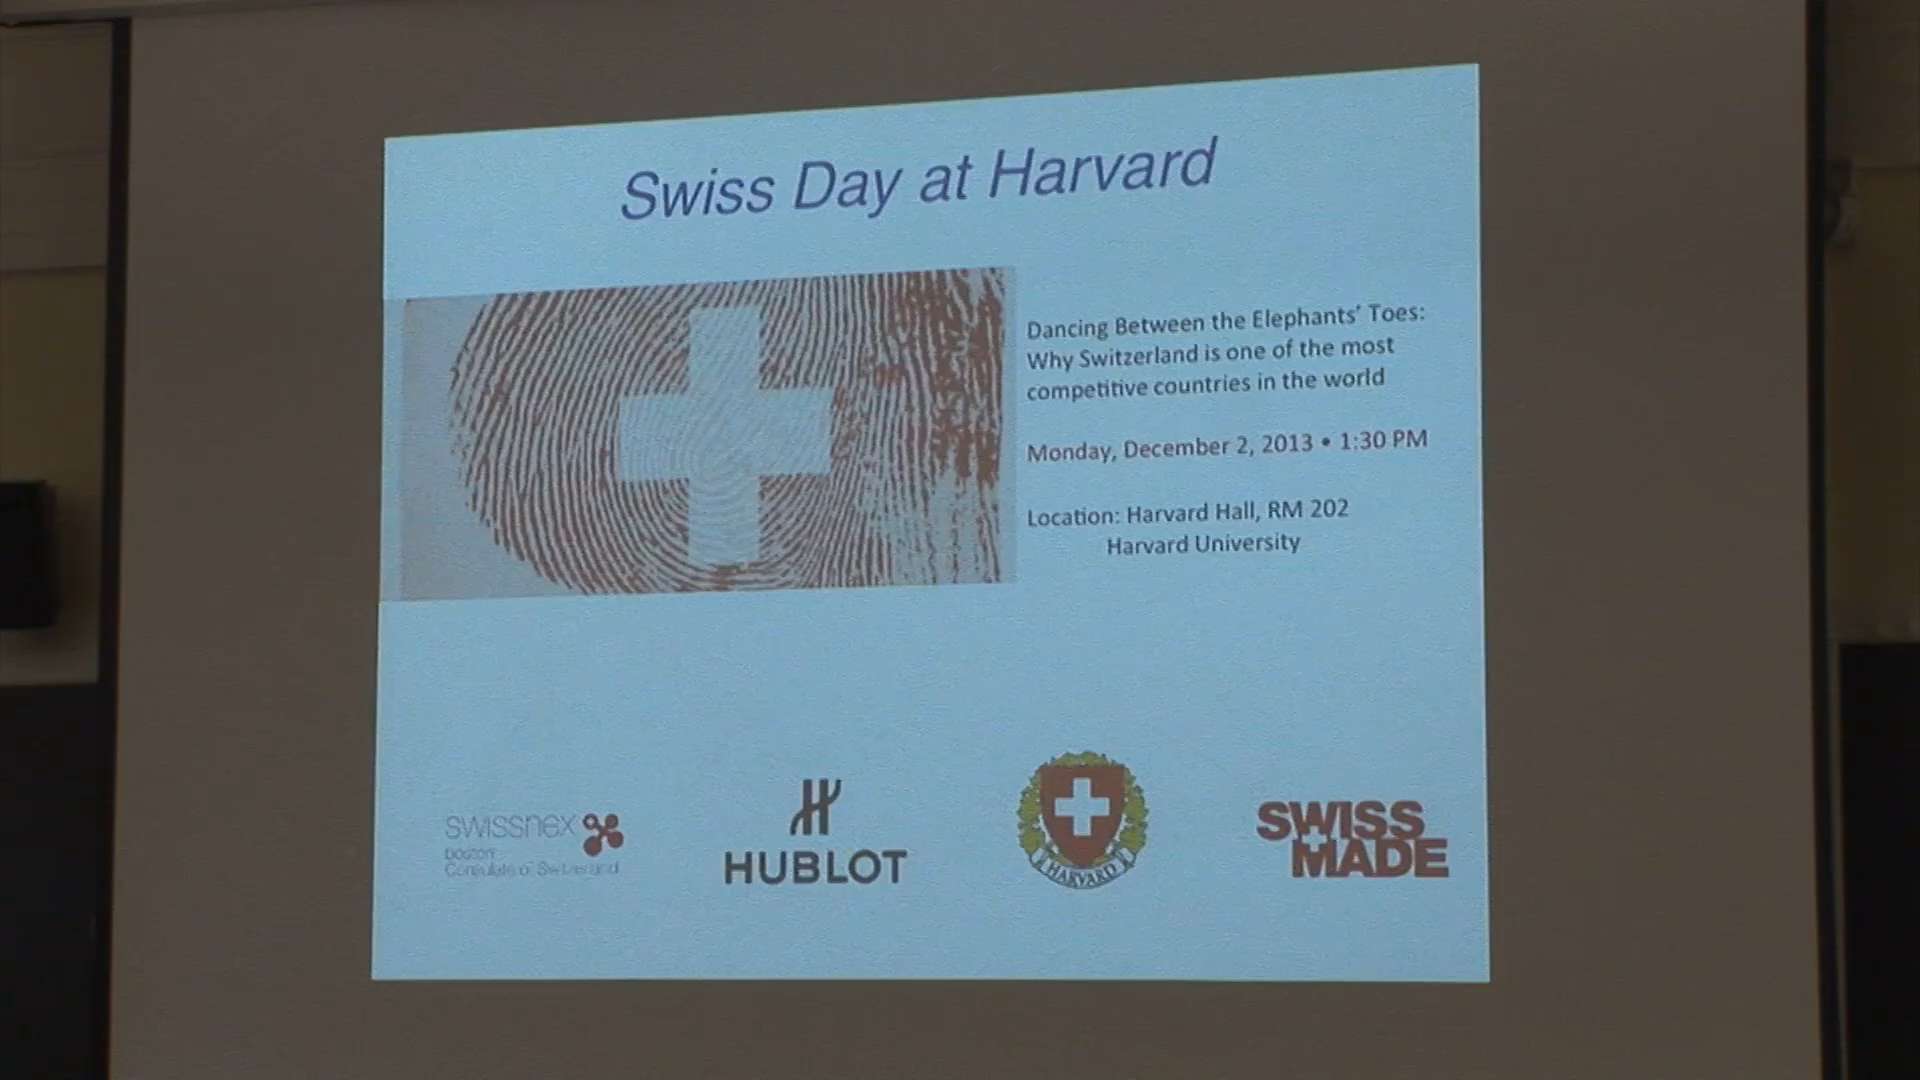 Swiss Day at Harvard
Dancing Between the Elephants' Toes:
Why Switzerland is one of the most
competitive countries in the world
Monday, December 2, 2013 • 1:30 PM
Location: Harvard Hall, RM 202
Harvard University
swissnex
boston
Consulate of Switzerland
HUBLOT
HARVARD
SWISS
MADE